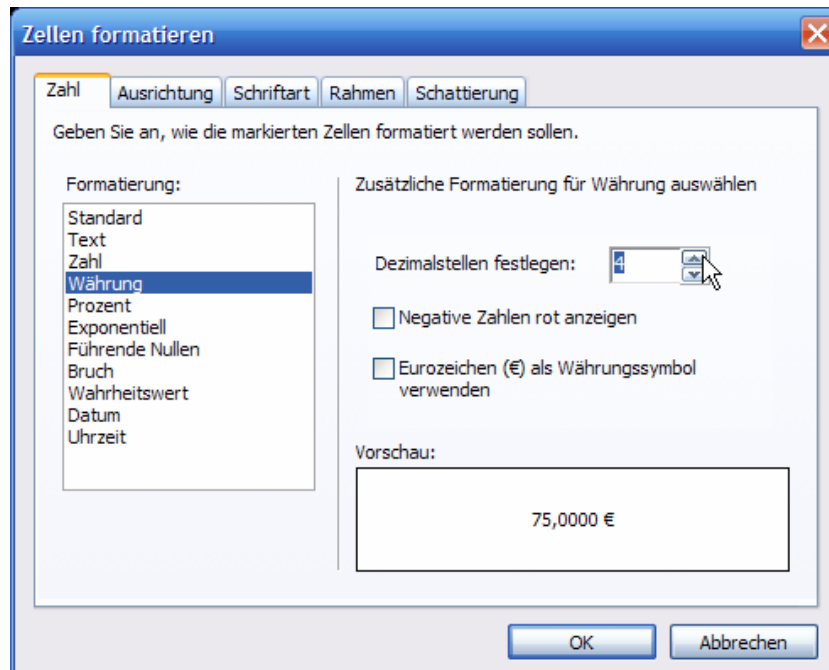 Zellen formatieren
Zahl Ausrichtung Schriftart Rahmen Schattierung
Geben Sie an, wie die markierten Zellen formatiert werden sollen.
Formatierung:
Standard
Text
Zahl
Währung
Prozent
Exponentiell
Führende Nullen
Bruch
Wahrheitswert
Datum
Uhrzeit
Zusätzliche Formatierung für Währung auswählen
Dezimalstellen festlegen: 4
Negative Zahlen rot anzeigen
Eurozeichen (€) als Währungssymbol
verwenden
Vorschau:
75,0000 €
OK Abbrechen